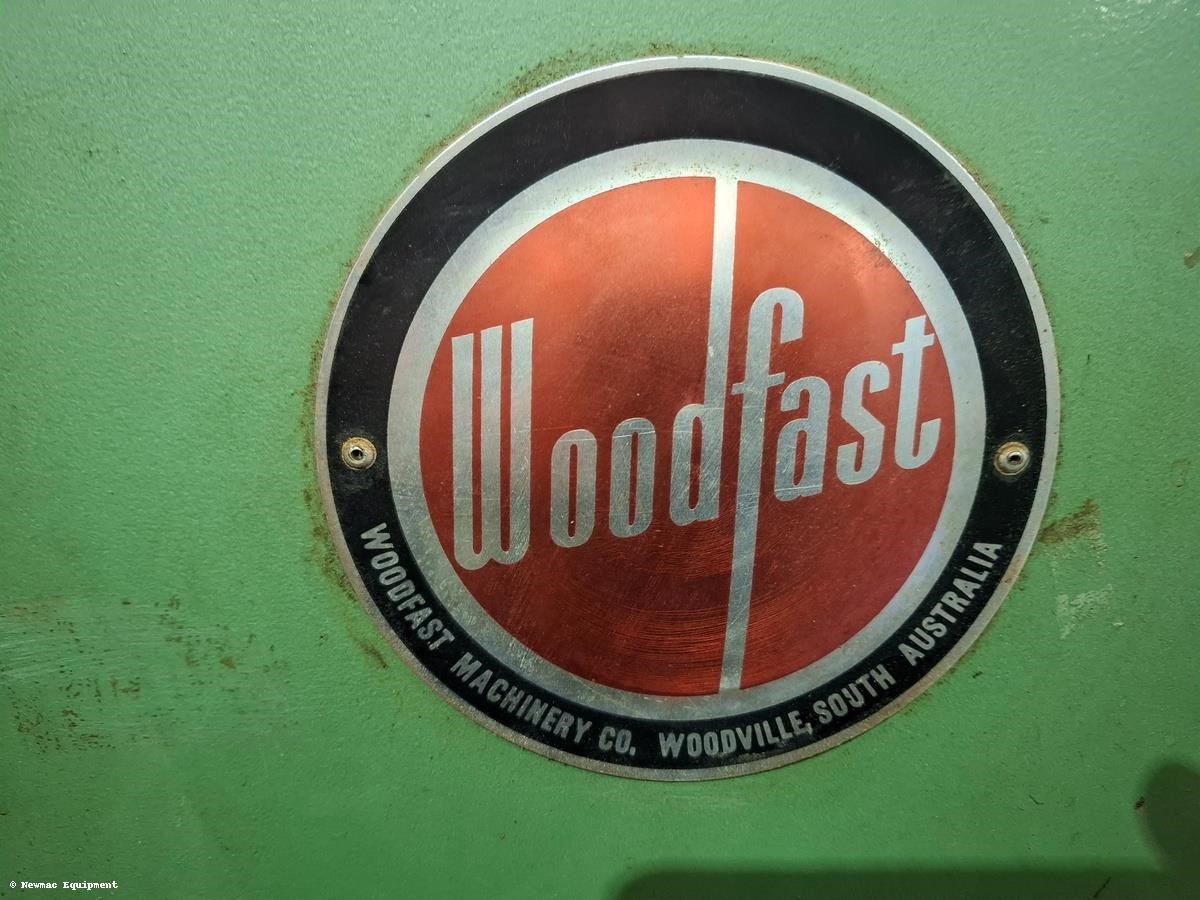 Woodfast
WOODFAST MACHINERY CO. WOODVILLE, SOUTH AUSTRALIA
© Newmac Equipment